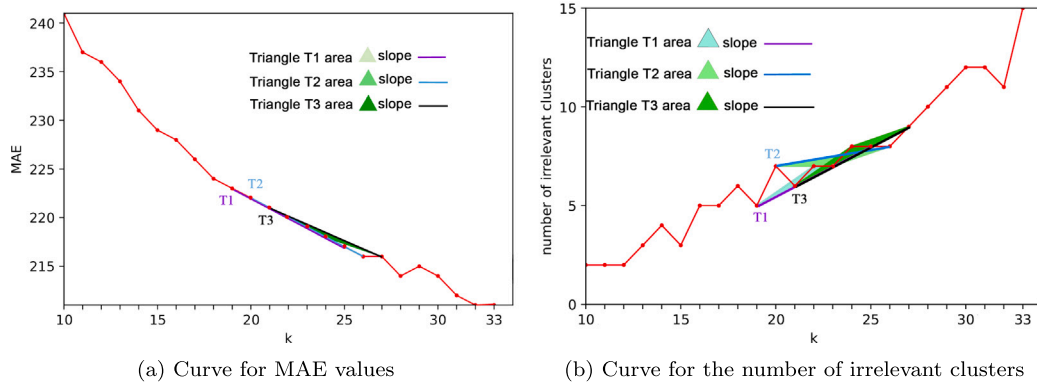 240
235
230
225
220
215
MAE
Triangle T1 area slope
Triangle T2 area slope
Triangle T3 area slope
T2
T1
T3
10 15 20 25 30 33
k
(a) Curve for MAE values
15
10
5
0
number of irrelevant clusters
Triangle T1 area slope
Triangle T2 area slope
Triangle T3 area slope
T2
T3
T1
10 15 20 25 30 33
k
(b) Curve for the number of irrelevant clusters